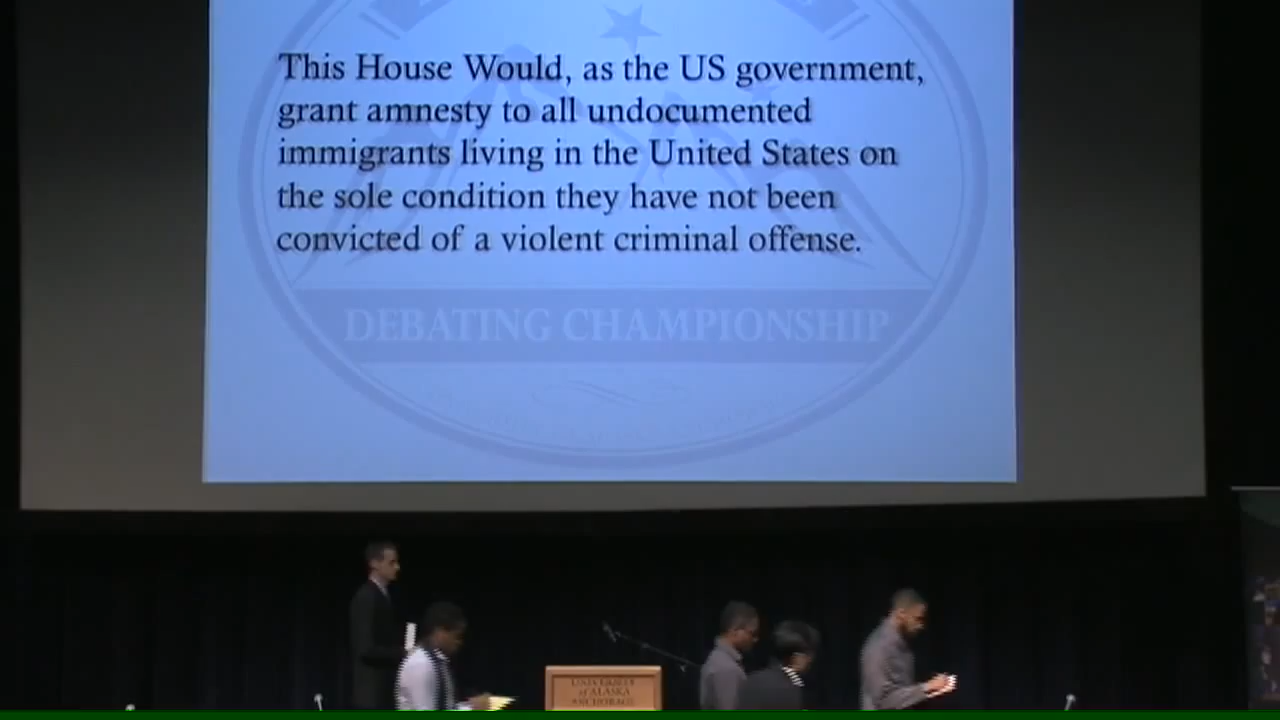 This House Would, as the US government,
grant amnesty to all undocumented
immigrants living in the United States on
the sole condition they have not been
convicted of a violent criminal offense.
DEBATING CHAMPIONSHIP
UNIVERSITY
of ALASKA
ANCHORAGE